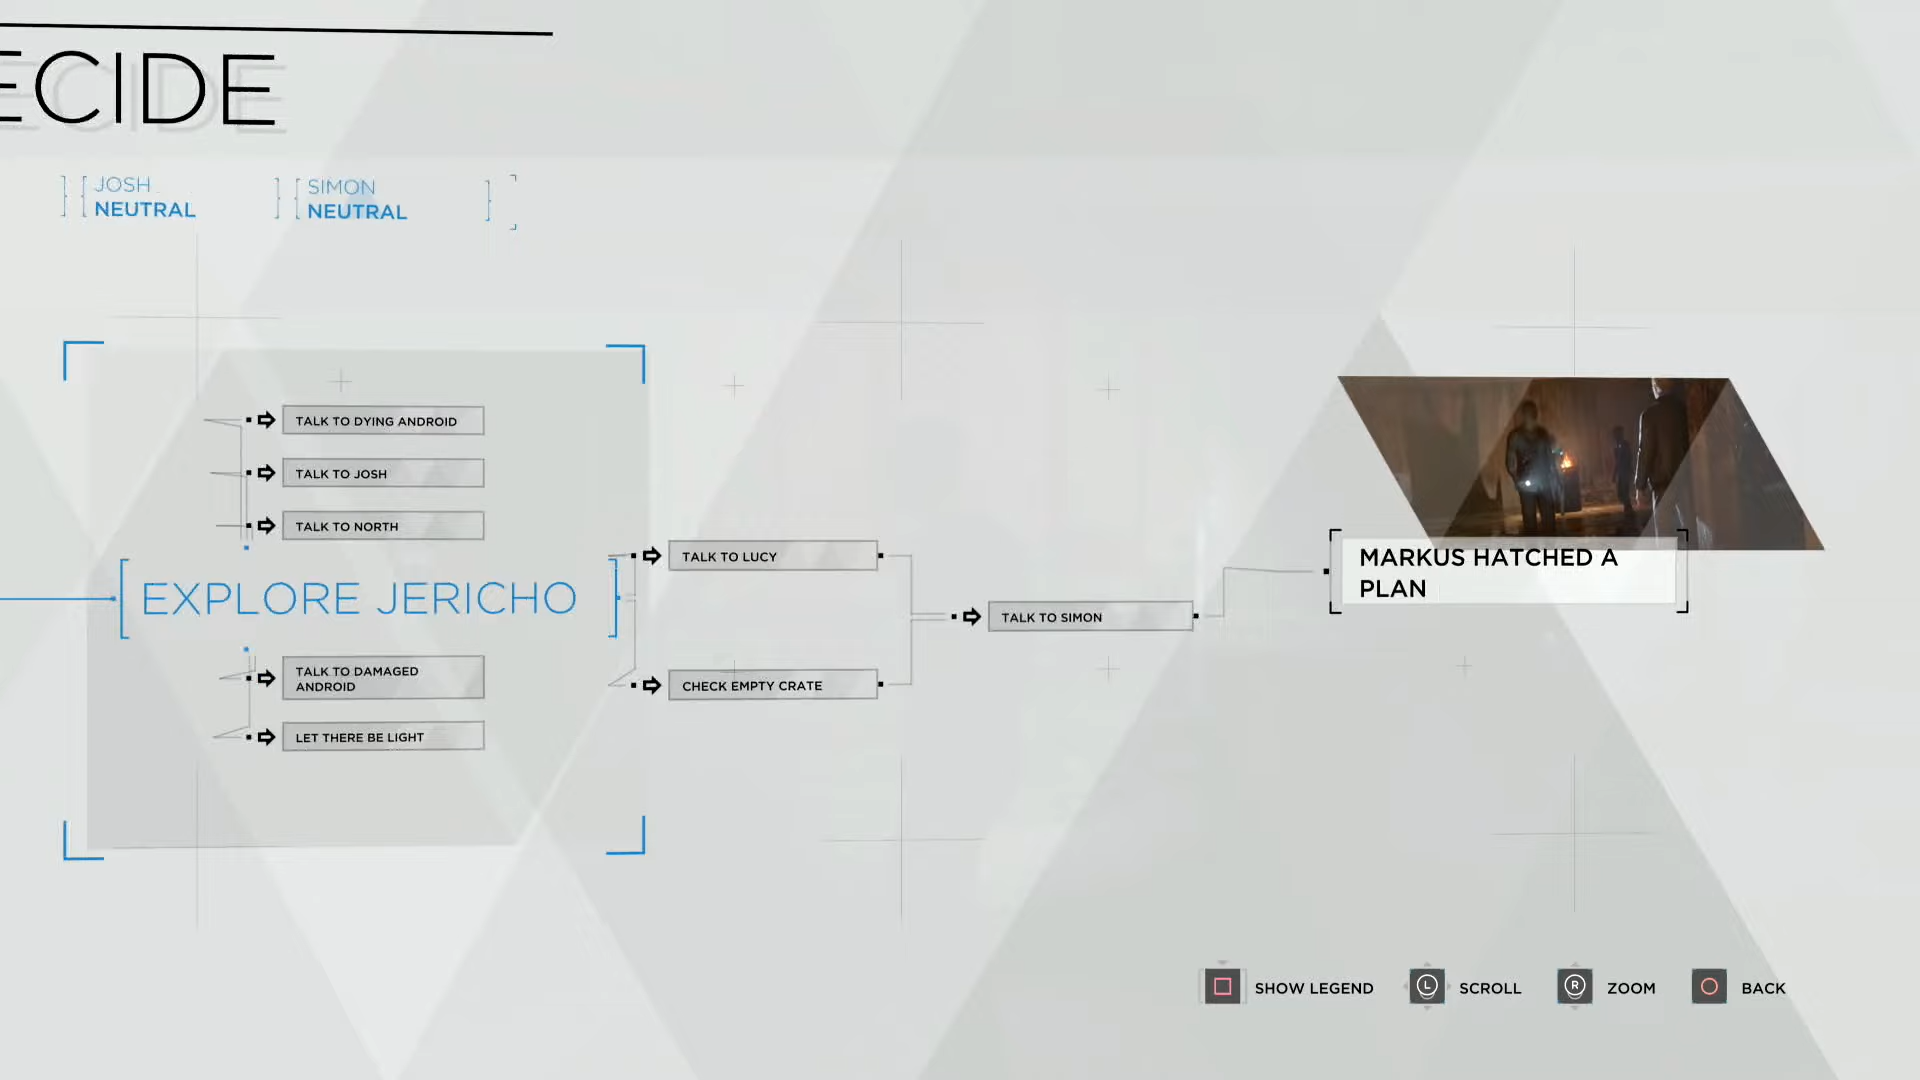 ECIDE
JOSH
NEUTRAL
SIMON
NEUTRAL
TALK TO DYING ANDROID
TALK TO JOSH
TALK TO NORTH
EXPLORE JERICHO
TALK TO DAMAGED
ANDROID
LET THERE BE LIGHT
TALK TO LUCY
CHECK EMPTY CRATE
TALK TO SIMON
MARKUS HATCHED A
PLAN
SHOW LEGEND
L
SCROLL
R
ZOOM
BACK